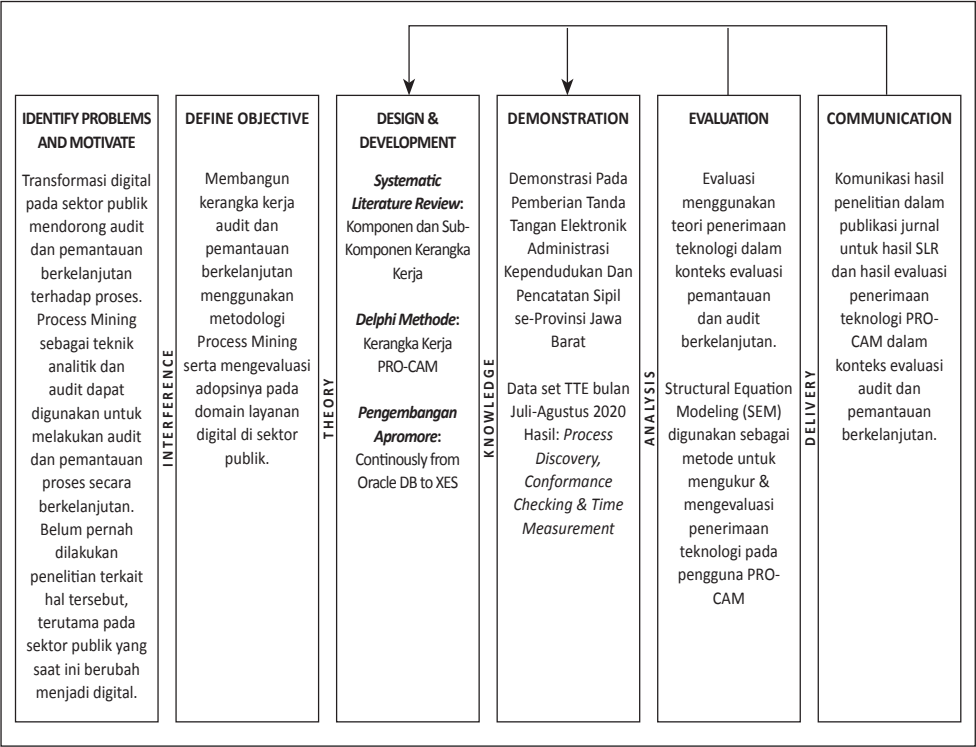 IDENTIFY PROBLEMS
AND MOTIVATE
Transformasi digital
pada sektor publik
mendorong audit
dan pemantauan
berkelanjutan
terhadap proses.
Process Mining
sebagai teknik
analitik dan
audit dapat
digunakan untuk
melakukan audit
dan pemantauan
proses secara
berkelanjutan.
Belum pernah
dilakukan
penelitian terkait
hal tersebut,
terutama pada
sektor publik yang
saat ini berubah
menjadi digital.
INTERFERENCE
DEFINE OBJECTIVE
Membangun
kerangka kerja
audit dan
pemantauan
berkelanjutan
menggunakan
metodologi
Process Mining
serta mengevaluasi
adopsinya pada
domain layanan
digital di sektor
publik.
THEORY
DESIGN &
DEVELOPMENT
Systematic
Literature Review:
Komponen dan Sub-
Komponen Kerangka
Kerja
Delphi Methode:
Kerangka Kerja
PRO-CAM
Pengembangan
Apromore:
Continously from
Oracle DB to XES
KNOWLEDGE
DEMONSTRATION
Demonstrasi Pada
Pemberian Tanda
Tangan Elektronik
Administrasi
Kependudukan Dan
Pencatatan Sipil
se-Provinsi Jawa
Barat
Data set TTE bulan
Juli-Agustus 2020
Hasil: Process
Discovery,
Conformance
Checking & Time
Measurement
ANALYSIS
EVALUATION
Evaluasi
menggunakan
teori penerimaan
teknologi dalam
konteks evaluasi
pemantauan
dan audit
berkelanjutan.
Structural Equation
Modeling (SEM)
digunakan sebagai
metode untuk
mengukur &
mengevaluasi
penerimaan
teknologi pada
pengguna PRO-
CAM
DELIVERY
COMMUNICATION
Komunikasi hasil
penelitian dalam
publikasi jurnal
untuk hasil SLR
dan hasil evaluasi
penerimaan
teknologi PRO-
CAM dalam
konteks evaluasi
audit dan
pemantauan
berkelanjutan.